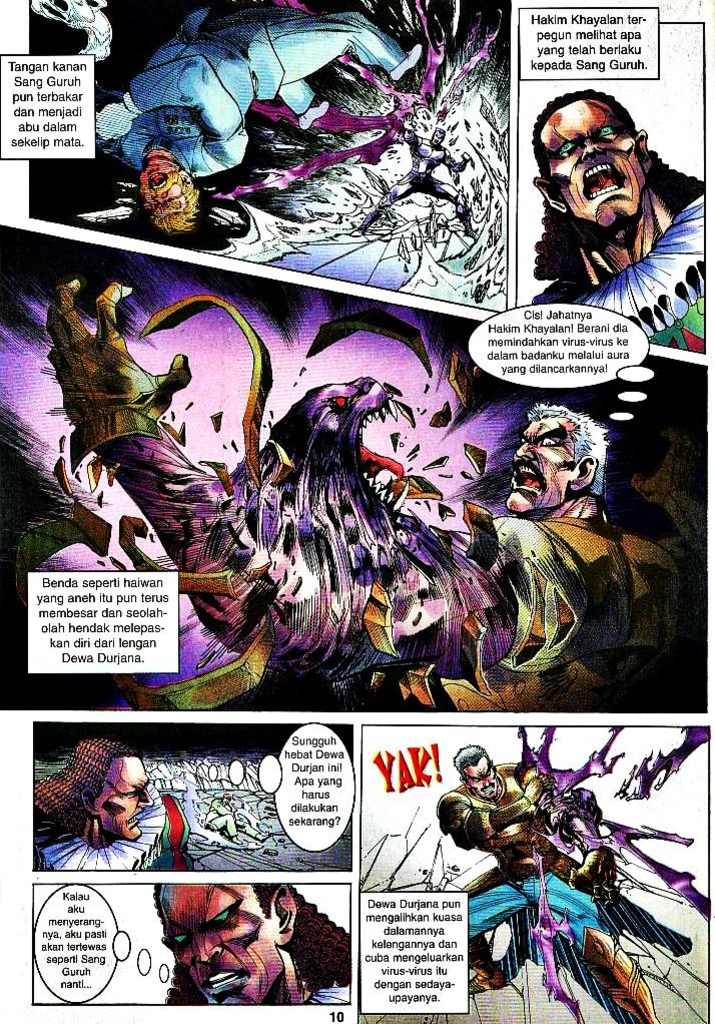 Tangan kanan
Sang Guruh
pun terbakar
dan menjadi
abu dalam
sekelip mata.
Hakim Khayalan ter-
pegun melihat apa
yang telah berlaku
kepada Sang Guruh.
Cis! Jahatnya
Hakim Khayalan! Berani dia
memindahkan virus-virus ke
dalam badanku melalui aura
yang dilancarkannya!
Benda seperti haiwan
yang aneh itu pun terus
membesar dan seolah-
olah hendak melepas-
kan diri dari lengan
Dewa Durjana.
Sungguh
hebat Dewa
Durjan ini!
Apa yang
harus
dilakukan
sekarang?
Kalau
aku
menyerang-
nya, aku pasti
akan tertewas
seperti Sang
Guruh
nanti...
YAK!
Dewa Durjana pun
mengalihkan kuasa
dalamannya
kelengannya dan
cuba mengeluarkan
virus-virus itu
dengan sedaya-
upayanya.
10